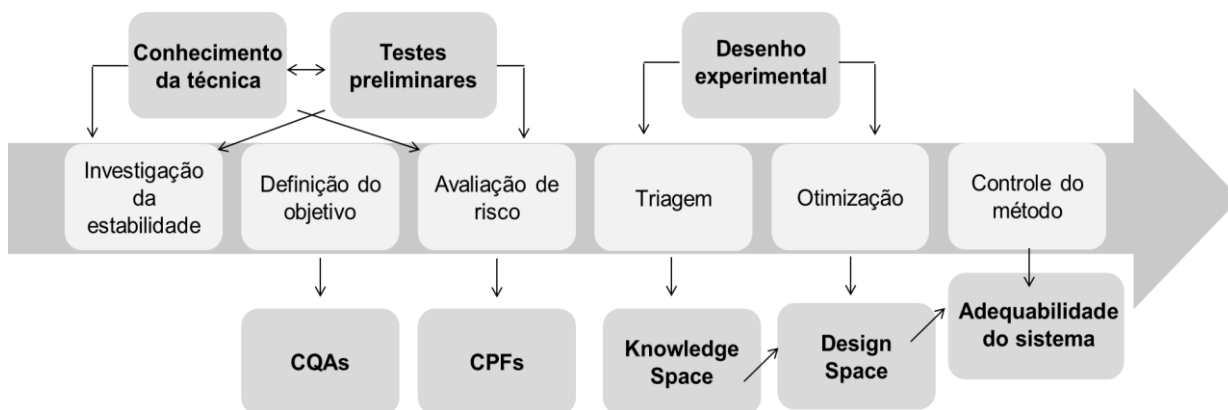 Conhecimento
da técnica
Testes
preliminares
Desenho
experimental
Investigação
da
estabilidade
Definição do
objetivo
Avaliação de
risco
Triagem
Otimização
Controle do
método
CQAs
CPFs
Knowledge
Space
Design
Space
Adequabilidade
do sistema